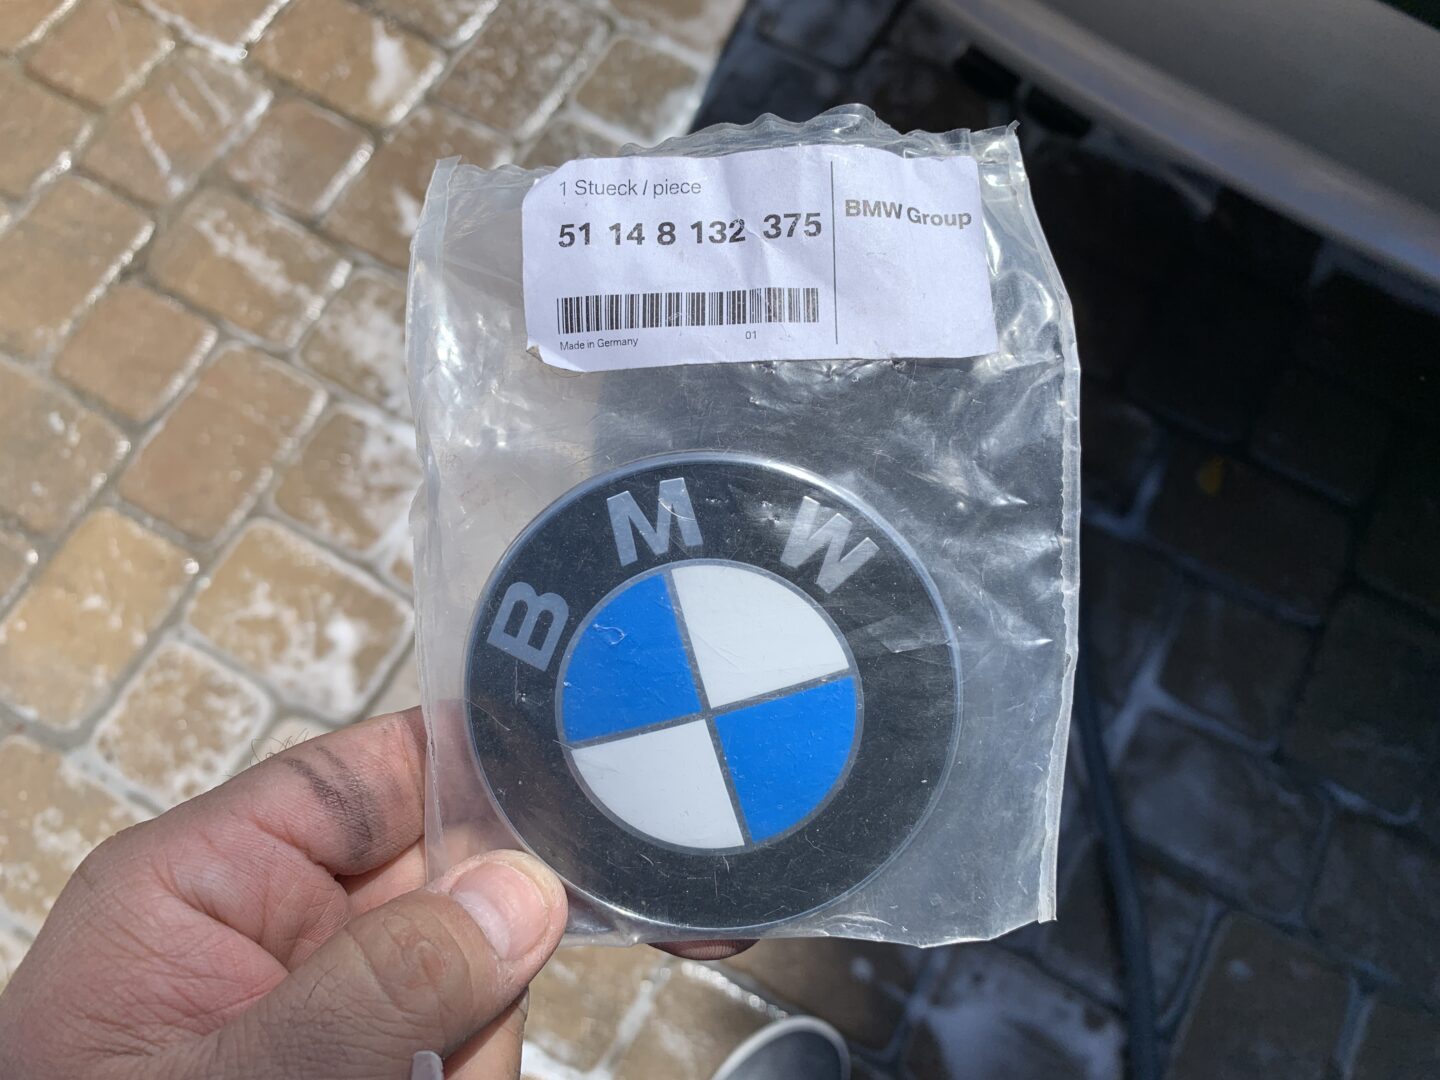 1 Stueck / piece
51 14 8 132 375
BMW Group
Made in Germany
01
BMW